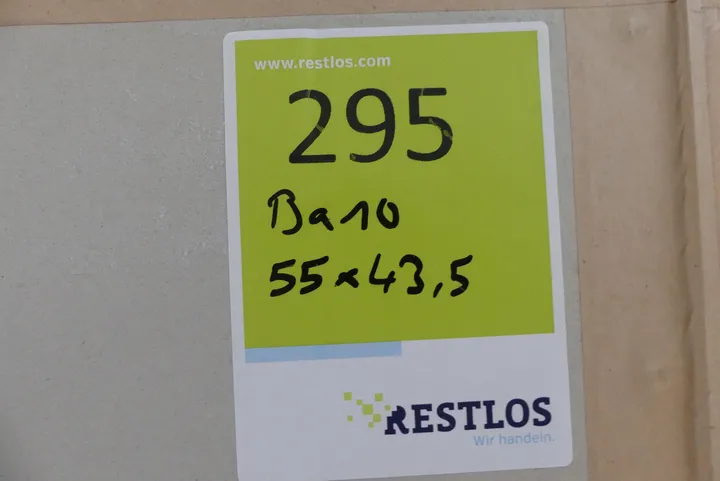 www.restlos.com
295
Ba10
55x43,5
RESTLOS
Wir handeln.